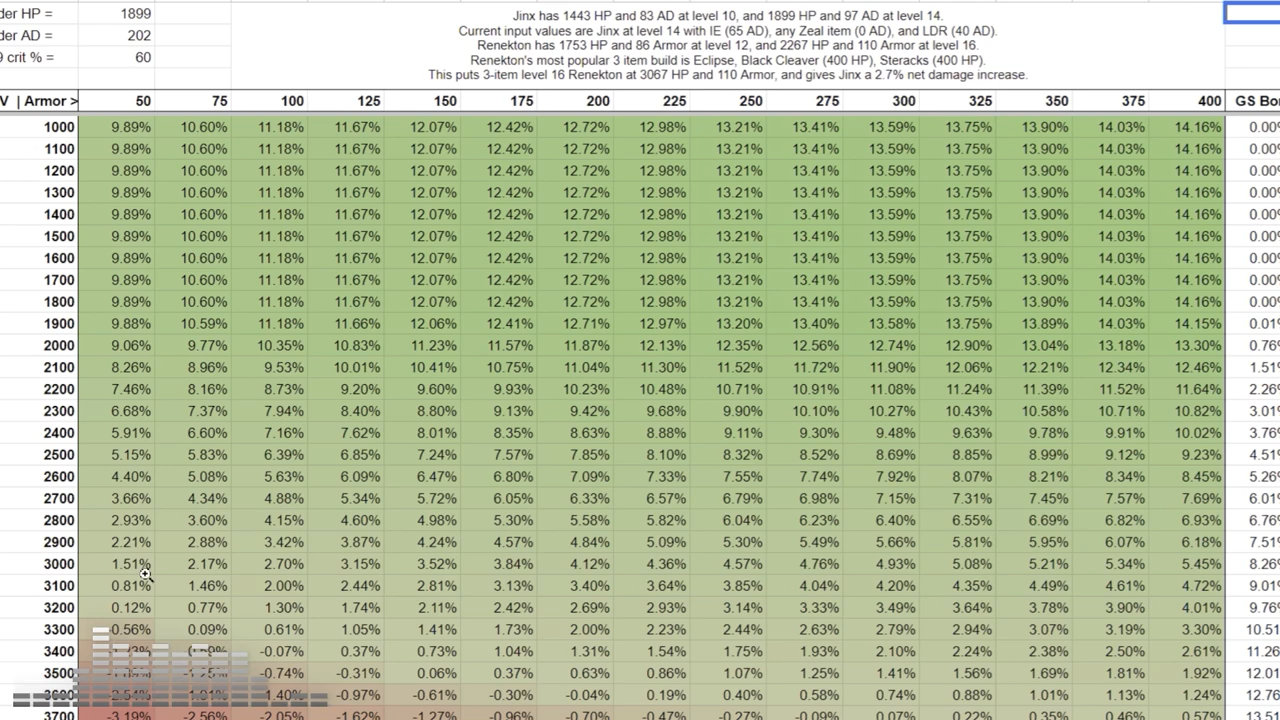 der HP = 1899
der AD = 202
9 crit % = 60
Jinx has 1443 HP and 83 AD at level 10, and 1899 HP and 97 AD at level 14.
Current input values are Jinx at level 14 with IE (65 AD), any Zeal item (0 AD), and LDR (40 AD).
Renekton has 1753 HP and 86 Armor at level 12, and 2267 HP and 110 Armor at level 16.
Renekton's most popular 3 item build is Eclipse, Black Cleaver (400 HP), Steracks (400 HP).
This puts 3-item level 16 Renekton at 3067 HP and 110 Armor, and gives Jinx a 2.7% net damage increase.
V | Armor > 50 75 100 125 150 175 200 225 250 275 300 325 350 375 400 GS Bo
1000 9.89% 10.60% 11.18% 11.67% 12.07% 12.42% 12.72% 12.98% 13.21% 13.41% 13.59% 13.75% 13.90% 14.03% 14.16% 0.00
1100 9.89% 10.60% 11.18% 11.67% 12.07% 12.42% 12.72% 12.98% 13.21% 13.41% 13.59% 13.75% 13.90% 14.03% 14.16% 0.00
1200 9.89% 10.60% 11.18% 11.67% 12.07% 12.42% 12.72% 12.98% 13.21% 13.41% 13.59% 13.75% 13.90% 14.03% 14.16% 0.00
1300 9.89% 10.60% 11.18% 11.67% 12.07% 12.42% 12.72% 12.98% 13.21% 13.41% 13.59% 13.75% 13.90% 14.03% 14.16% 0.00
1400 9.89% 10.60% 11.18% 11.67% 12.07% 12.42% 12.72% 12.98% 13.21% 13.41% 13.59% 13.75% 13.90% 14.03% 14.16% 0.00
1500 9.89% 10.60% 11.18% 11.67% 12.07% 12.42% 12.72% 12.98% 13.21% 13.41% 13.59% 13.75% 13.90% 14.03% 14.16% 0.00
1600 9.89% 10.60% 11.18% 11.67% 12.07% 12.42% 12.72% 12.98% 13.21% 13.41% 13.59% 13.75% 13.90% 14.03% 14.16% 0.00
1700 9.89% 10.60% 11.18% 11.67% 12.07% 12.42% 12.72% 12.98% 13.21% 13.41% 13.59% 13.75% 13.90% 14.03% 14.16% 0.00
1800 9.89% 10.60% 11.18% 11.67% 12.07% 12.42% 12.72% 12.98% 13.21% 13.41% 13.59% 13.75% 13.90% 14.03% 14.16% 0.00
1900 9.88% 10.59% 11.18% 11.66% 12.06% 12.41% 12.71% 12.97% 13.20% 13.40% 13.58% 13.75% 13.89% 14.03% 14.15% 0.01
2000 9.06% 9.77% 10.35% 10.83% 11.23% 11.57% 11.87% 12.13% 12.35% 12.56% 12.74% 12.90% 13.04% 13.18% 13.30% 0.76
2100 8.26% 8.96% 9.53% 10.01% 10.41% 10.75% 11.04% 11.30% 11.52% 11.72% 11.90% 12.06% 12.21% 12.34% 12.46% 1.51
2200 7.46% 8.16% 8.73% 9.20% 9.60% 9.93% 10.23% 10.48% 10.71% 10.91% 11.08% 11.24% 11.39% 11.52% 11.64% 2.26
2300 6.68% 7.37% 7.94% 8.40% 8.80% 9.13% 9.42% 9.68% 9.90% 10.10% 10.27% 10.43% 10.58% 10.71% 10.82% 3.01
2400 5.91% 6.60% 7.16% 7.62% 8.01% 8.35% 8.63% 8.88% 9.11% 9.30% 9.48% 9.63% 9.78% 9.91% 10.02% 3.76
2500 5.15% 5.83% 6.39% 6.85% 7.24% 7.57% 7.85% 8.10% 8.32% 8.52% 8.69% 8.85% 8.99% 9.12% 9.23% 4.51
2600 4.40% 5.08% 5.63% 6.09% 6.47% 6.80% 7.09% 7.33% 7.55% 7.74% 7.92% 8.07% 8.21% 8.34% 8.45% 5.26
2700 3.66% 4.34% 4.88% 5.34% 5.72% 6.05% 6.33% 6.57% 6.79% 6.98% 7.15% 7.31% 7.45% 7.57% 7.69% 6.01
2800 2.93% 3.60% 4.15% 4.60% 4.98% 5.30% 5.58% 5.82% 6.04% 6.23% 6.40% 6.55% 6.69% 6.82% 6.93% 6.76
2900 2.21% 2.88% 3.42% 3.87% 4.24% 4.57% 4.84% 5.09% 5.30% 5.49% 5.66% 5.81% 5.95% 6.07% 6.18% 7.51
3000 1.51% 2.17% 2.70% 3.15% 3.52% 3.84% 4.12% 4.36% 4.57% 4.76% 4.93% 5.08% 5.21% 5.34% 5.45% 8.26
3100 0.81% 1.46% 2.00% 2.44% 2.81% 3.13% 3.40% 3.64% 3.85% 4.04% 4.20% 4.35% 4.49% 4.61% 4.72% 9.01
3200 0.12% 0.77% 1.30% 1.74% 2.11% 2.42% 2.69% 2.93% 3.14% 3.33% 3.49% 3.64% 3.78% 3.90% 4.01% 9.76
3300 0.56% 0.09% 0.61% 1.05% 1.41% 1.73% 2.00% 2.23% 2.44% 2.63% 2.79% 2.94% 3.07% 3.19% 3.30% 10.51
3400 -0.07% 0.37% 0.73% 1.04% 1.31% 1.54% 1.75% 1.93% 2.10% 2.24% 2.38% 2.50% 2.61% 11.26
3500 -0.74% -0.31% 0.06% 0.37% 0.63% 0.86% 1.07% 1.25% 1.41% 1.56% 1.69% 1.81% 1.92% 12.01
3600 1.40% -0.97% -0.61% -0.30% -0.04% 0.19% 0.40% 0.58% 0.74% 0.88% 1.01% 1.13% 1.24% 12.76
3700 -3.19% -2.56% -2.05% -1.62% -1.27% -0.96% -0.70% -0.47% -0.27% -0.09% 0.07% 0.22% 0.35% 0.46% 0.57% 13.51